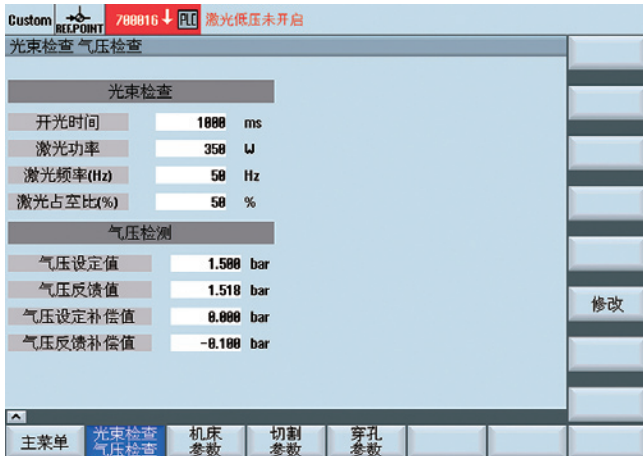 Custom REF.POINT 700016 ↓ PLC 激光低压未开启
光束检查 气压检查
光束检查
开光时间 1000 ms
激光功率 350 W
激光频率(Hz) 50 Hz
激光占空比(%) 50 %
气压检测
气压设定值 1.500 bar
气压反馈值 1.518 bar
气压设定补偿值 0.000 bar
气压反馈补偿值 -0.100 bar
修改
主菜单 光束检查 气压检查 机床 参数 切割 参数 穿孔 参数